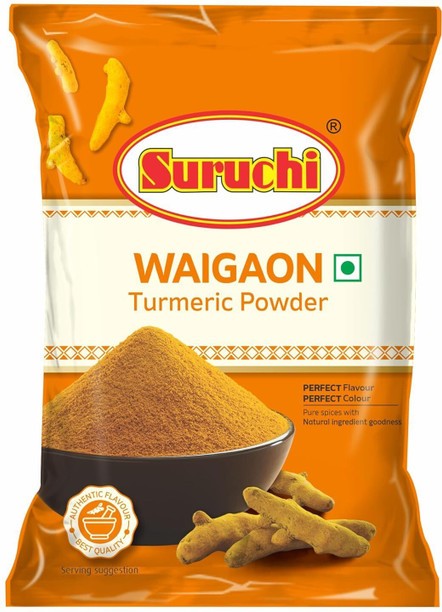 Suruchi ®
WAIGAON
Turmeric Powder
PERFECT Flavour
PERFECT Colour
Pure spices with
Natural ingredient goodness
AUTHENTIC FLAVOUR
BEST QUALITY
Serving suggestion